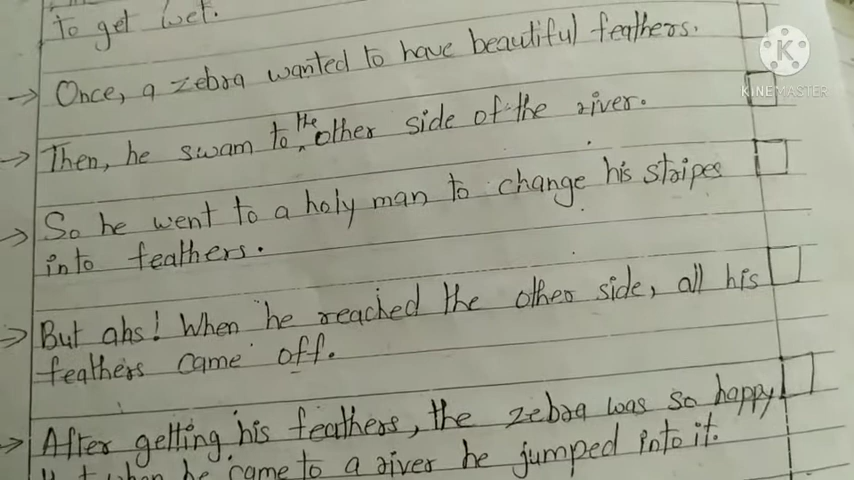 to get wet.
Once, a zebra wanted to have beautiful feathers.
Then, he swam to the other side of the river.
So he went to a holy man to change his stripes
into feathers.
But ahs! When he reached the other side, all his
feathers came off.
After getting his feathers, the zebra was so happy
that when he came to a river he jumped into it.
K
KINEMASTER